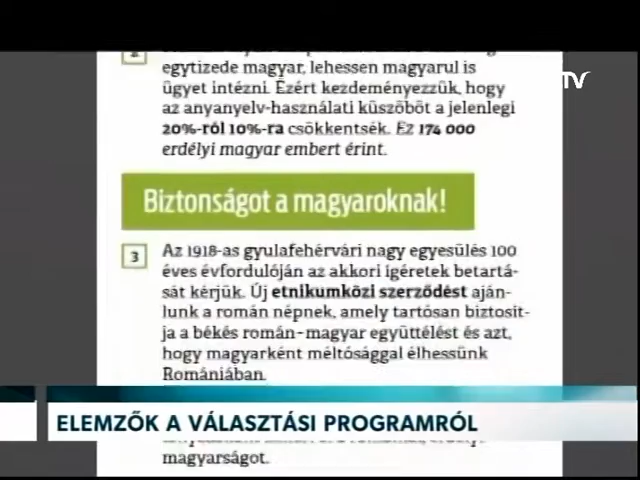 2
egytizede magyar, lehessen magyarul is
ügyet intézni. Ezért kezdeményezzük, hogy
az anyanyelv-használati küszöböt a jelenlegi
20%-ról 10%-ra csökkentsék. Ez 174 000
erdélyi magyar embert érint.
TV
Biztonságot a magyaroknak!
3
Az 1918-as gyulafehérvári nagy egyesülés 100
éves évfordulóján az akkori ígéretek betartá-
sát kérjük. Új etnikumközi szerződést aján-
lunk a román népnek, amely tartósan biztosít-
ja a békés román-magyar együttélést és azt,
hogy magyarként méltósággal élhessünk
Romániában.
ELEMZŐK A VÁLASZTÁSI PROGRAMRÓL
magyarságot.